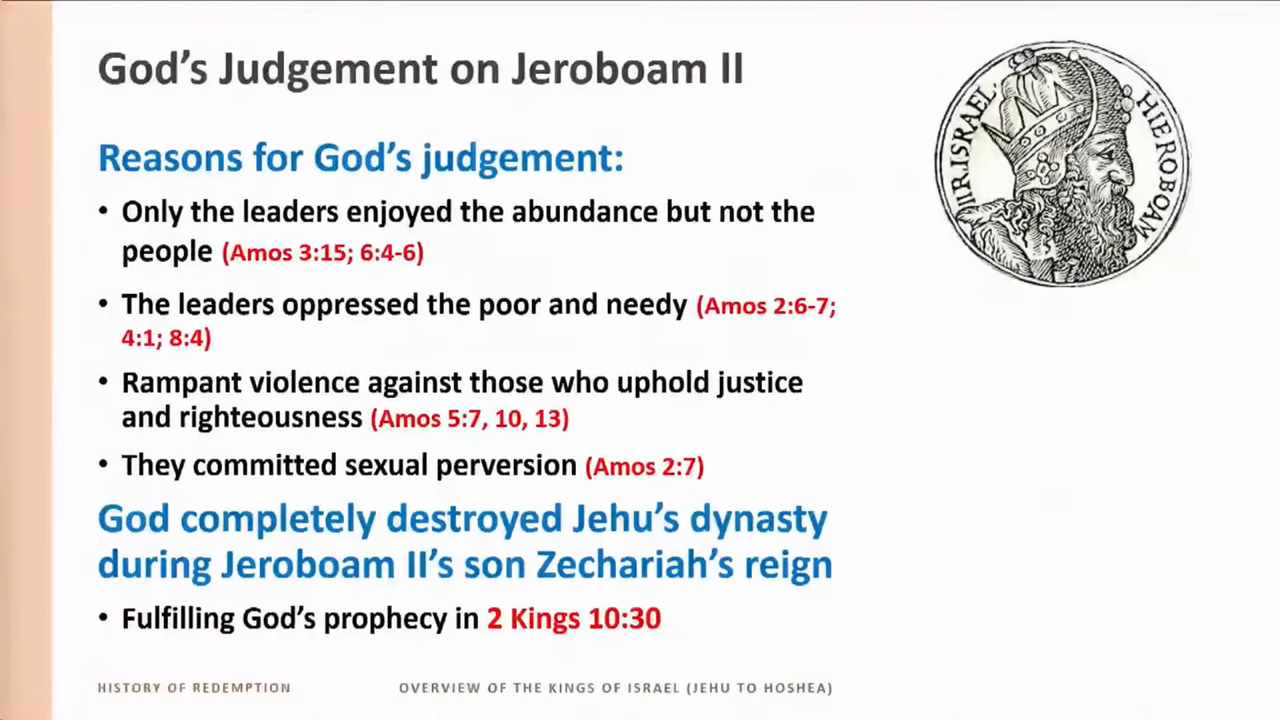 God's Judgement on Jeroboam II
Reasons for God's judgement:
• Only the leaders enjoyed the abundance but not the
people (Amos 3:15; 6:4-6)
• The leaders oppressed the poor and needy (Amos 2:6-7;
4:1; 8:4)
• Rampant violence against those who uphold justice
and righteousness (Amos 5:7, 10, 13)
• They committed sexual perversion (Amos 2:7)
God completely destroyed Jehu's dynasty
during Jeroboam II's son Zechariah's reign
• Fulfilling God's prophecy in 2 Kings 10:30
IIR.ISRAEL.
HIEROBOAM
HISTORY OF REDEMPTION
OVERVIEW OF THE KINGS OF ISRAEL (JEHU TO HOSHEA)